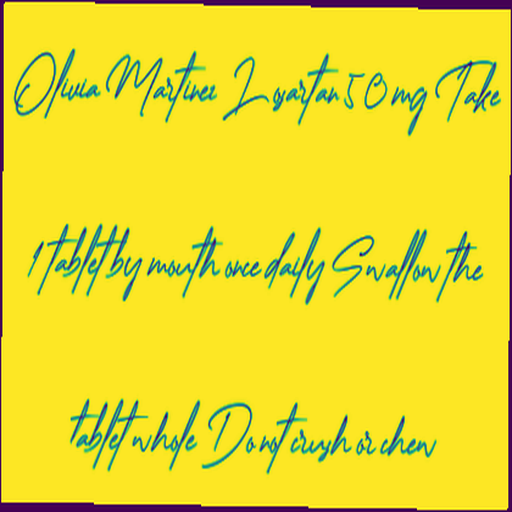 Olivia Martinez Losartan 50 mg Take
1 tablet by mouth once daily Swallow the
tablet whole Do not crush or chew